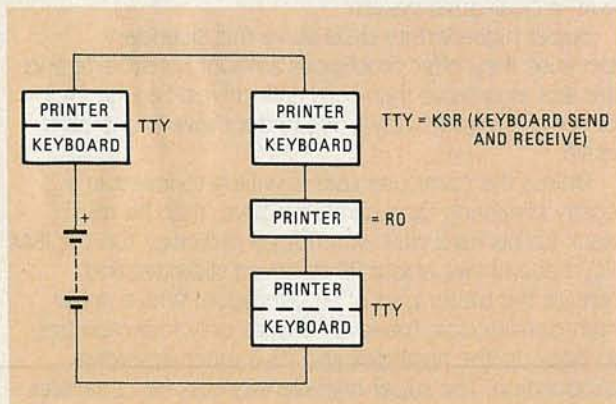 PRINTER
KEYBOARD
TTY
PRINTER
KEYBOARD
TTY = KSR (KEYBOARD SEND
AND RECEIVE)
PRINTER
= RO
PRINTER
KEYBOARD
TTY
+